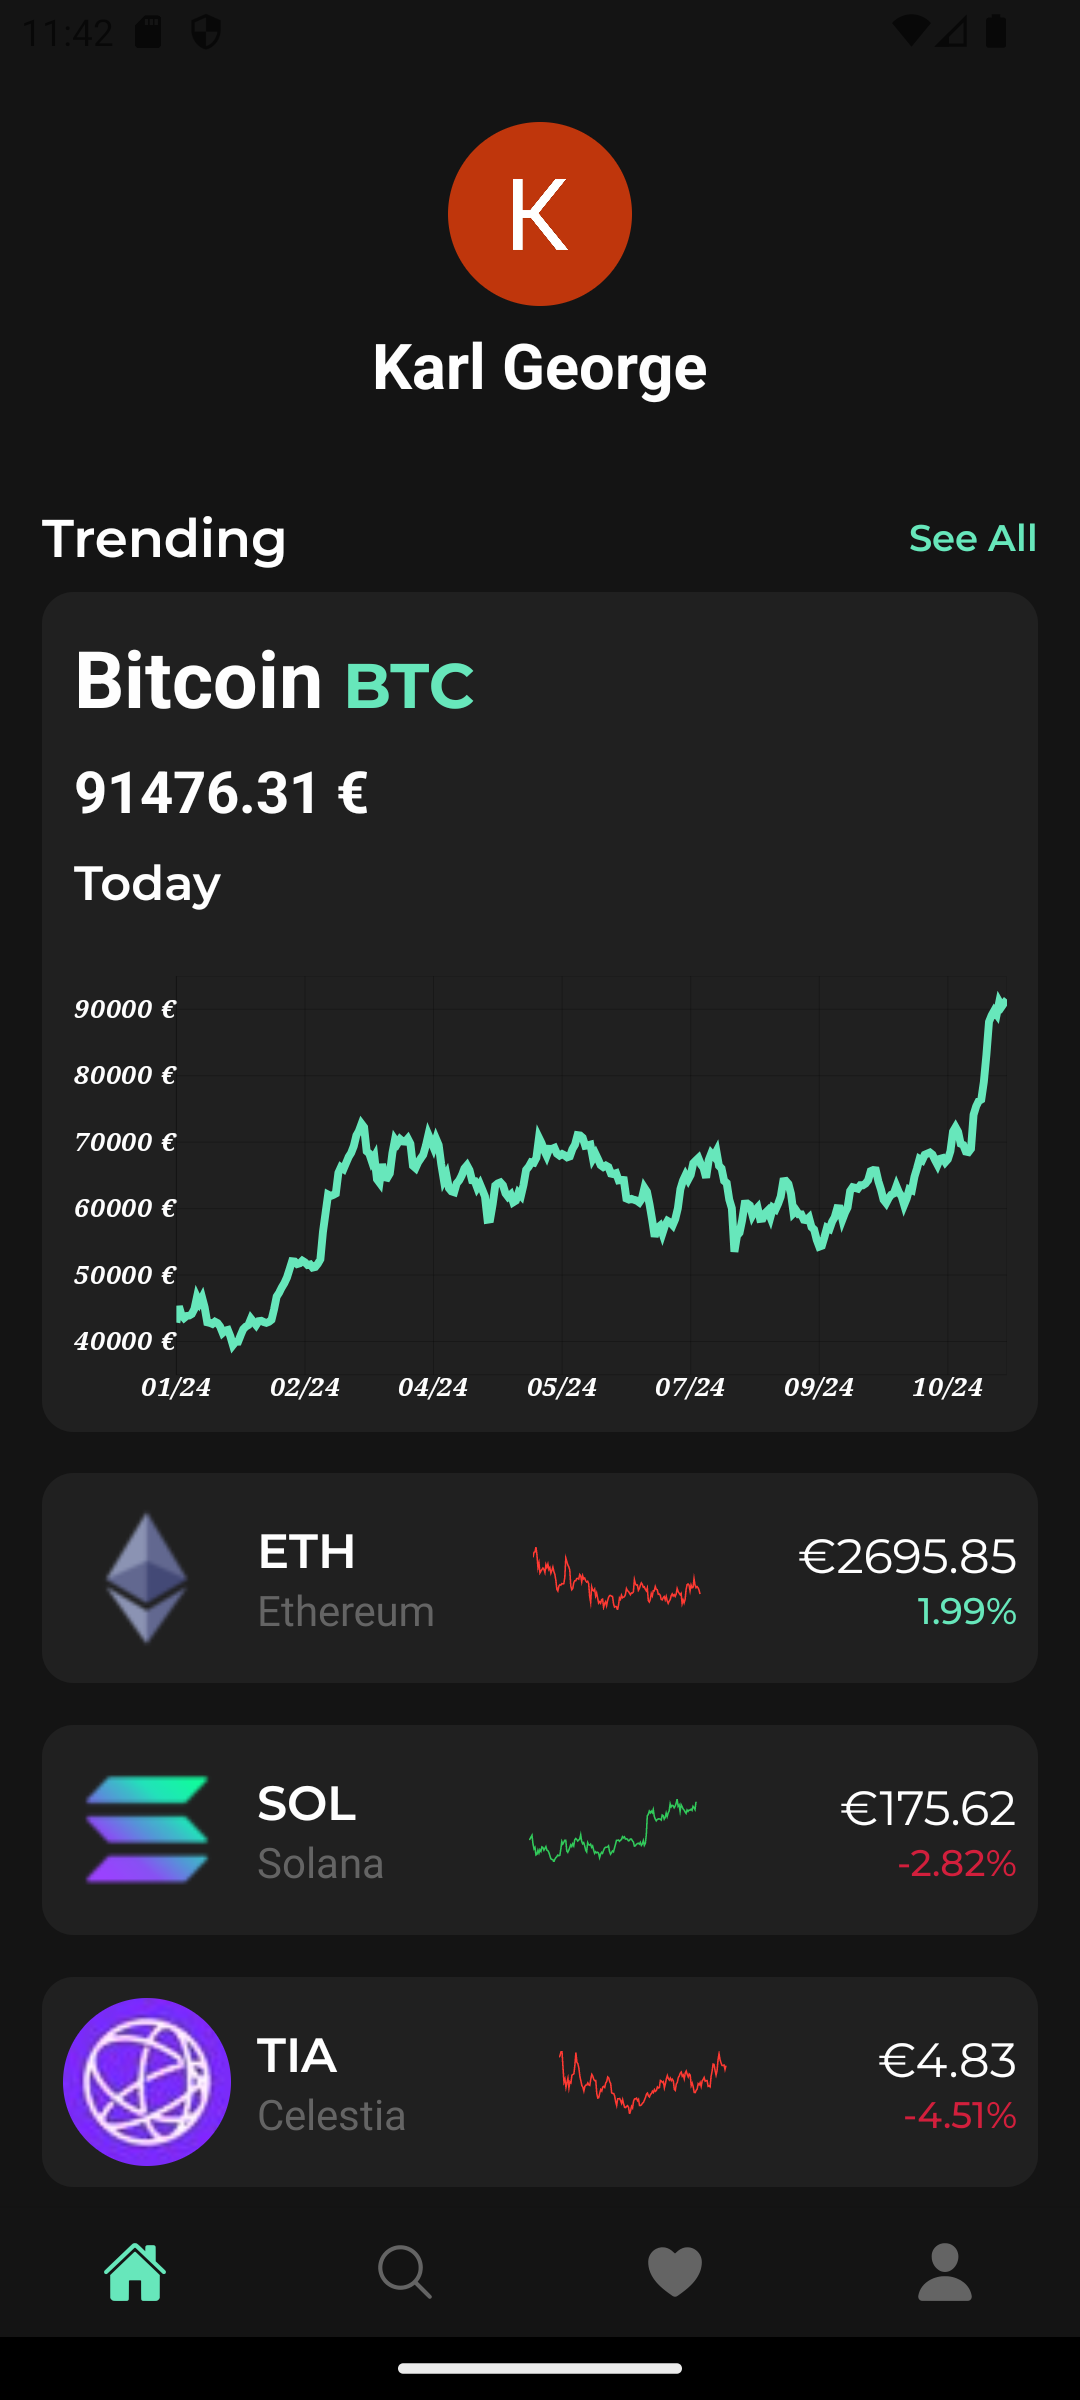 11:42
K
Karl George
Trending
See All
Bitcoin BTC
91476.31 €
Today
90000 €
80000 €
70000 €
60000 €
50000 €
40000 €
01/24 02/24 04/24 05/24 07/24 09/24 10/24
ETH
Ethereum
€2695.85
1.99%
SOL
Solana
€175.62
-2.82%
TIA
Celestia
€4.83
-4.51%